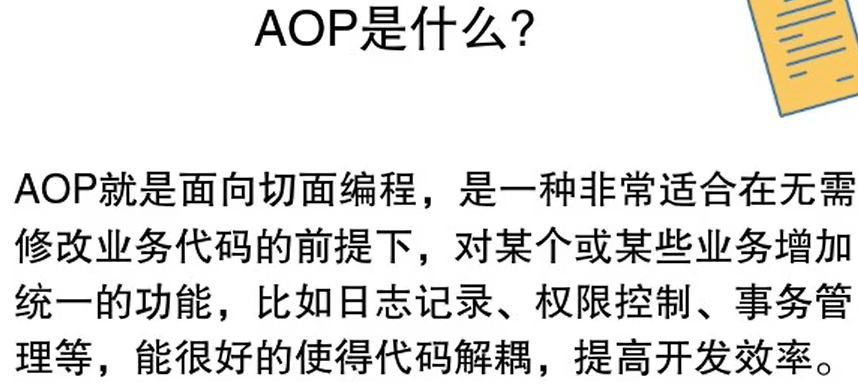 AOP是什么?
AOP就是面向切面编程，是一种非常适合在无需
修改业务代码的前提下，对某个或某些业务增加
统一的功能，比如日志记录、权限控制、事务管
理等，能很好的使得代码解耦，提高开发效率。